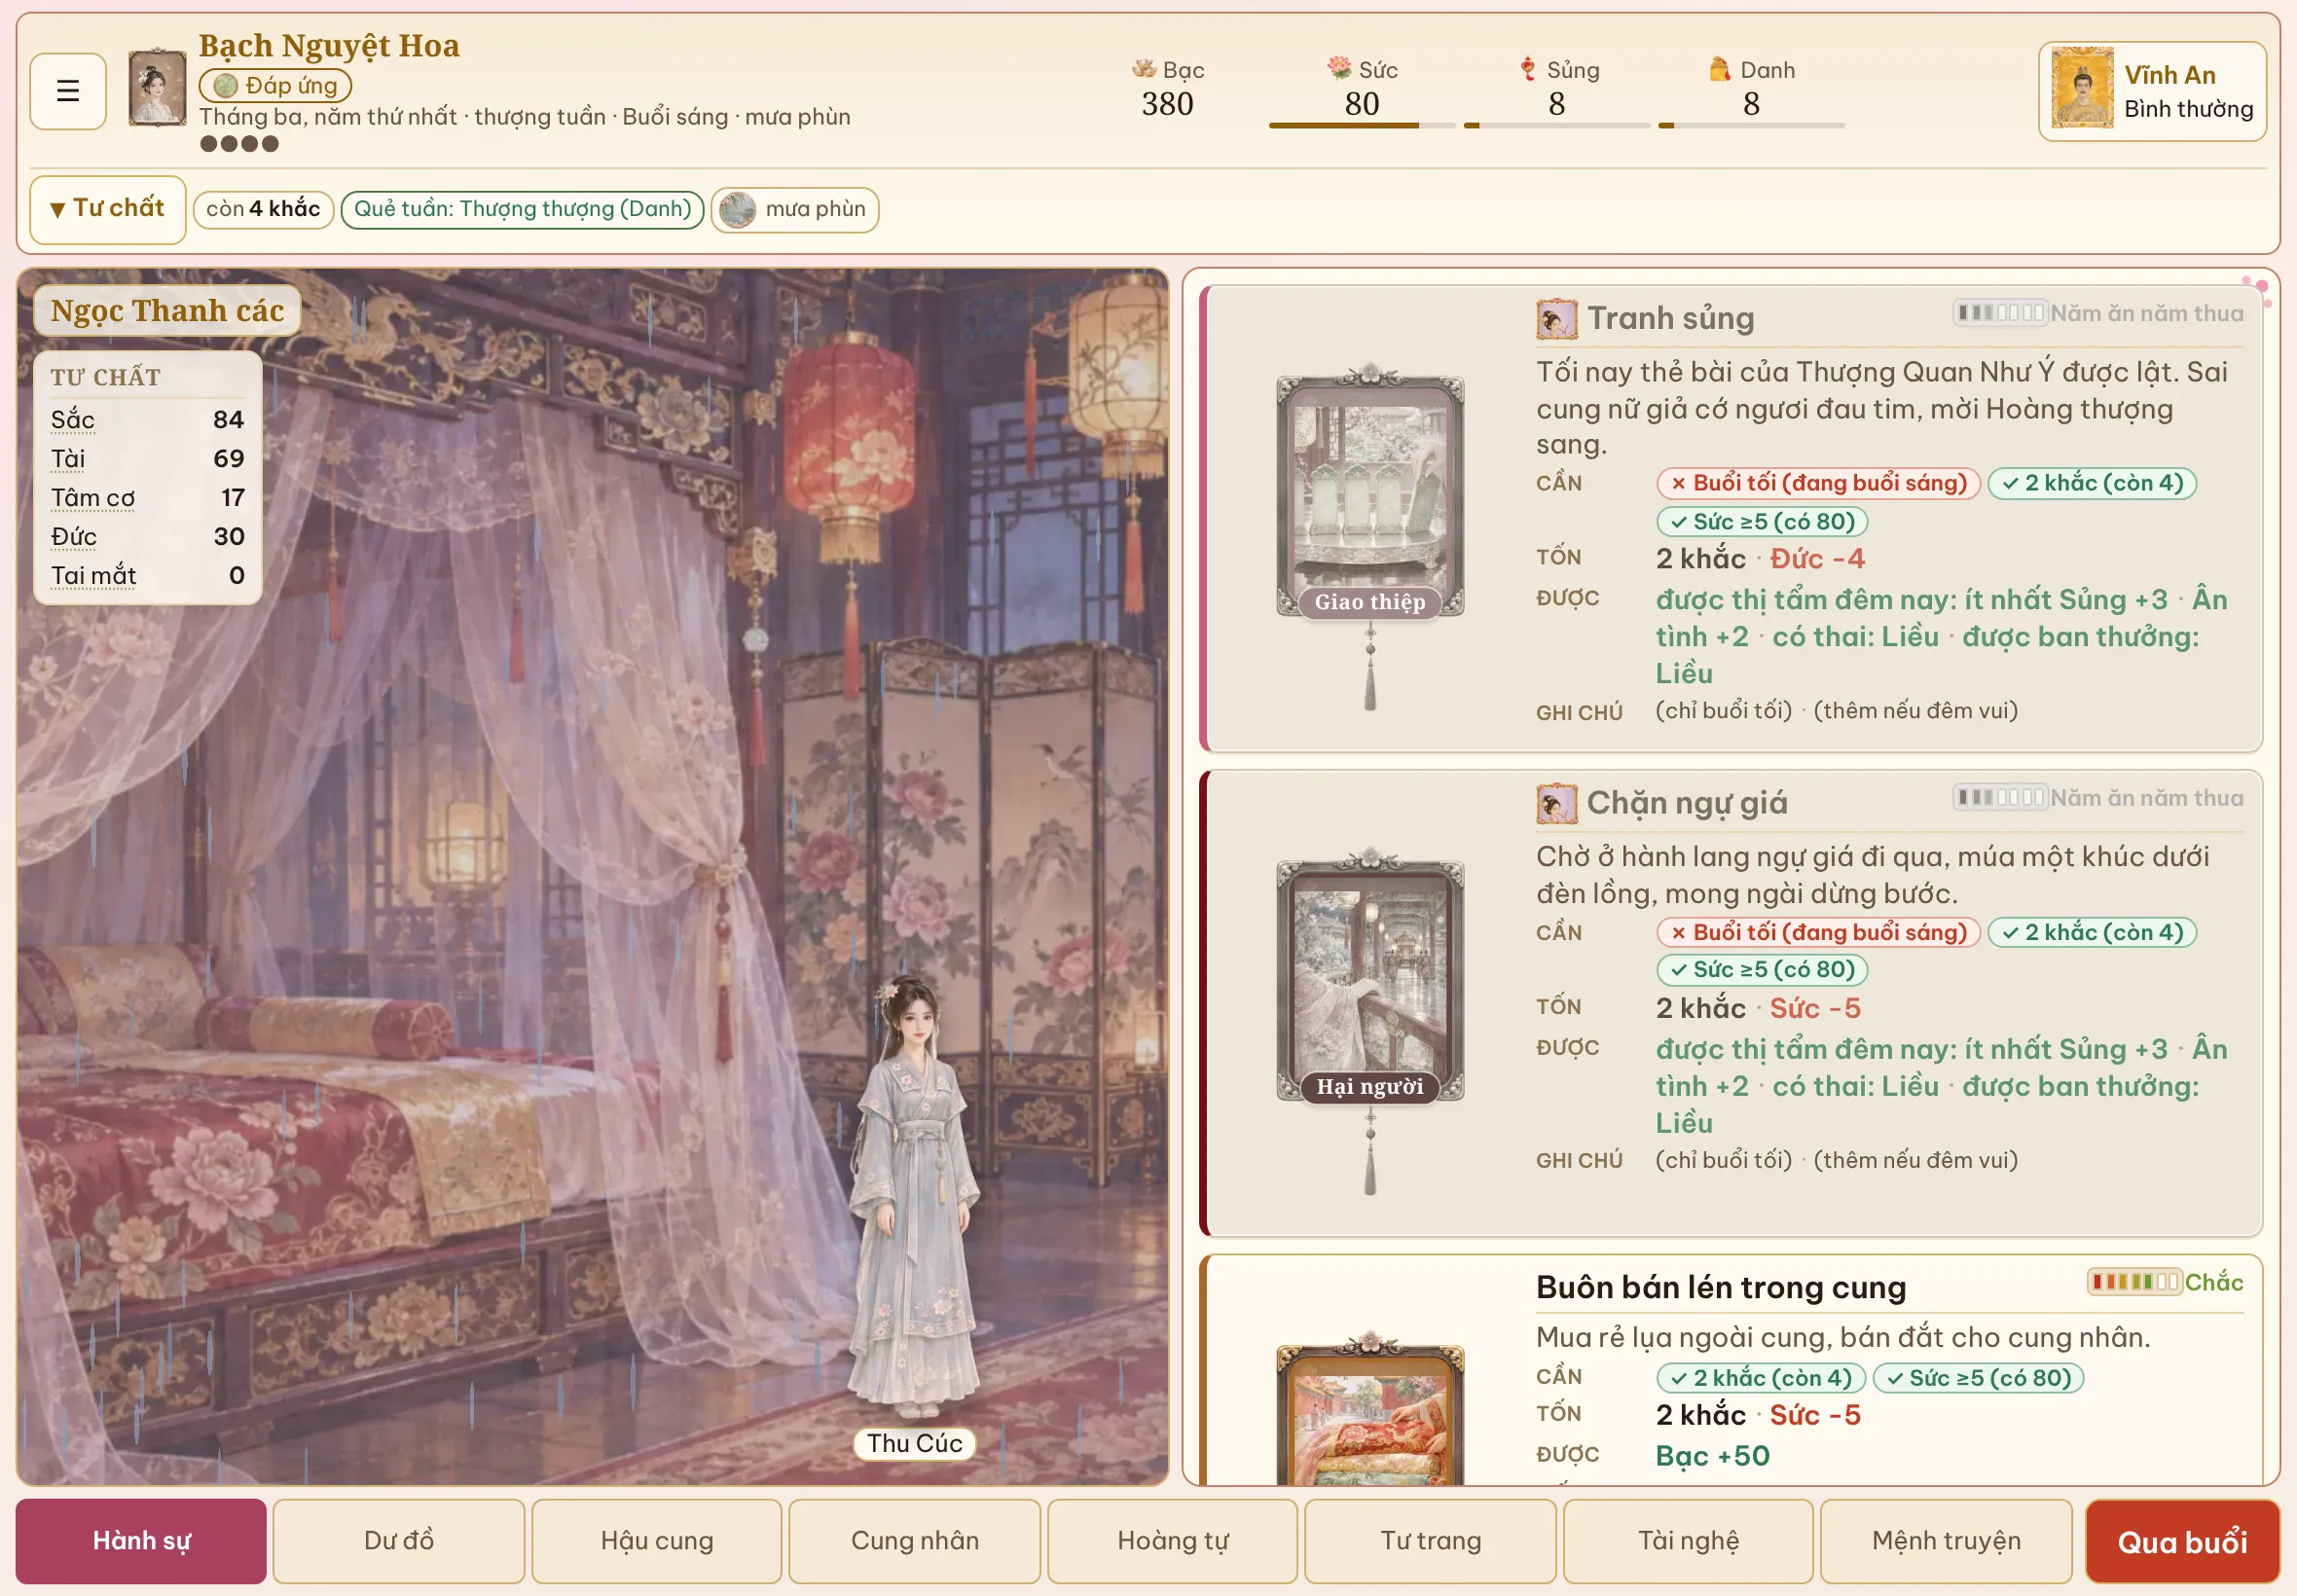 ☰
Bạch Nguyệt Hoa
Đáp ứng
Tháng ba, năm thứ nhất · thượng tuần · Buổi sáng · mưa phùn
Bạc
380
Sức
80
Sủng
8
Danh
8
Vĩnh An
Bình thường
▼ Tư chất
còn 4 khắc
Quẻ tuần: Thượng thượng (Danh)
mưa phùn
Ngọc Thanh các
TƯ CHẤT
Sắc 84
Tài 69
Tâm cơ 17
Đức 30
Tai mắt 0
Thu Cúc
Tranh sủng
Năm ăn năm thua
Giao thiệp
Tối nay thẻ bài của Thượng Quan Như Ý được lật. Sai
cung nữ giả cớ ngươi đau tim, mời Hoàng thượng
sang.
CẦN × Buổi tối (đang buổi sáng) ✓ 2 khắc (còn 4)
✓ Sức ≥5 (có 80)
TỐN 2 khắc · Đức -4
ĐƯỢC được thị tẩm đêm nay: ít nhất Sủng +3 · Ân
tình +2 · có thai: Liều · được ban thưởng:
Liều
GHI CHÚ (chỉ buổi tối) · (thêm nếu đêm vui)
Chặn ngự giá
Năm ăn năm thua
Hại người
Chờ ở hành lang ngự giá đi qua, múa một khúc dưới
đèn lồng, mong ngài dừng bước.
CẦN × Buổi tối (đang buổi sáng) ✓ 2 khắc (còn 4)
✓ Sức ≥5 (có 80)
TỐN 2 khắc · Sức -5
ĐƯỢC được thị tẩm đêm nay: ít nhất Sủng +3 · Ân
tình +2 · có thai: Liều · được ban thưởng:
Liều
GHI CHÚ (chỉ buổi tối) · (thêm nếu đêm vui)
Buôn bán lén trong cung
Chắc
Mua rẻ lụa ngoài cung, bán đắt cho cung nhân.
CẦN ✓ 2 khắc (còn 4) ✓ Sức ≥5 (có 80)
TỐN 2 khắc · Sức -5
ĐƯỢC Bạc +50
Hành sự
Dư đồ
Hậu cung
Cung nhân
Hoàng tự
Tư trang
Tài nghệ
Mệnh truyện
Qua buổi